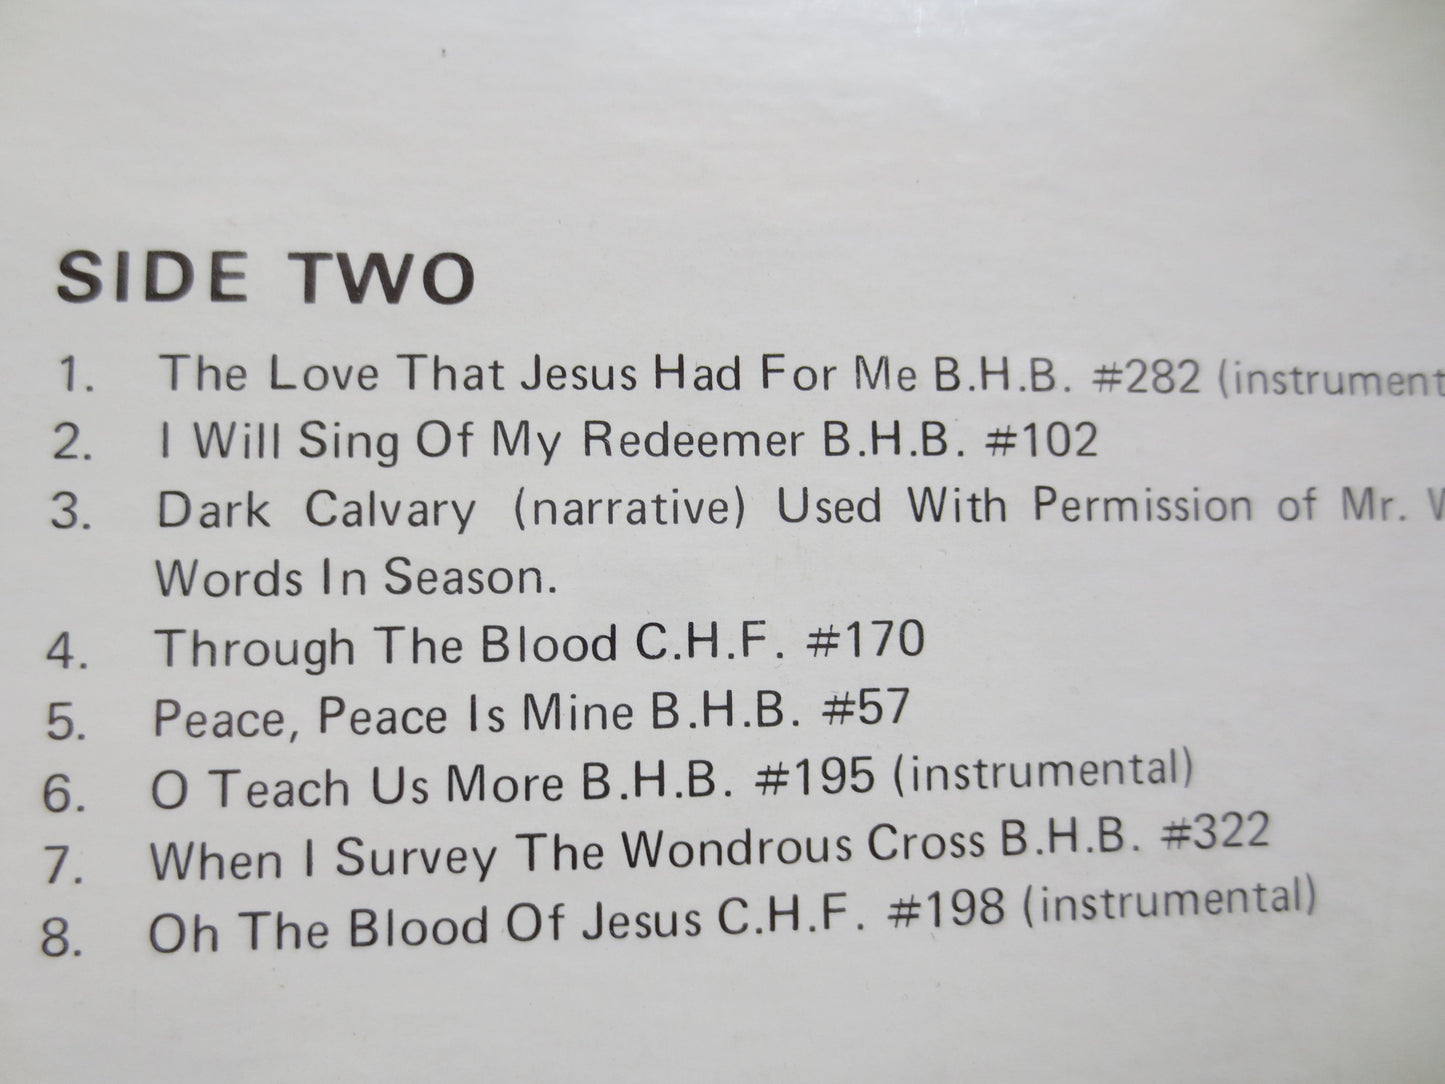 SIDE TWO
1. The Love That Jesus Had For Me B.H.B. #282 (instrument
2. I Will Sing Of My Redeemer B.H.B. #102
3. Dark Calvary (narrative) Used With Permission of Mr.
Words In Season.
4. Through The Blood C.H.F. #170
5. Peace, Peace Is Mine B.H.B. #57
6. O Teach Us More B.H.B. #195 (instrumental)
7. When I Survey The Wondrous Cross B.H.B. #322
8. Oh The Blood Of Jesus C.H.F. #198 (instrumental)